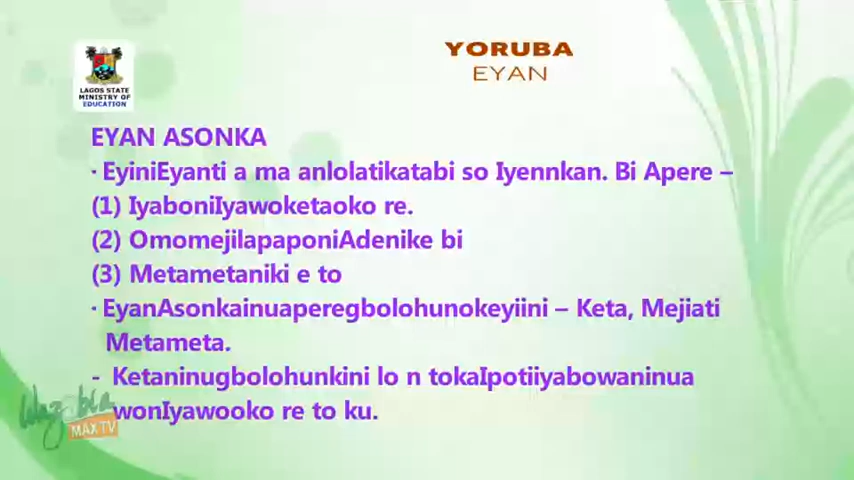 YORUBA
EYAN
LAGOS STATE
MINISTRY OF
EDUCATION
EYAN ASONKA
· EyiniEyanti a ma anlolatikatabi so Iyennkan. Bi Apere –
(1) IyaboniIyawoketaoko re.
(2) OmomejilapaponiAdenike bi
(3) Metametaniki e to
· EyanAsonkainuaperegbolohunokeyiini – Keta, Mejiati
Metameta.
- Ketaninugbolohunkini lo n tokaIpotiiyabowaninua
wonIyawooko re to ku.
Wazobia
MAX TV